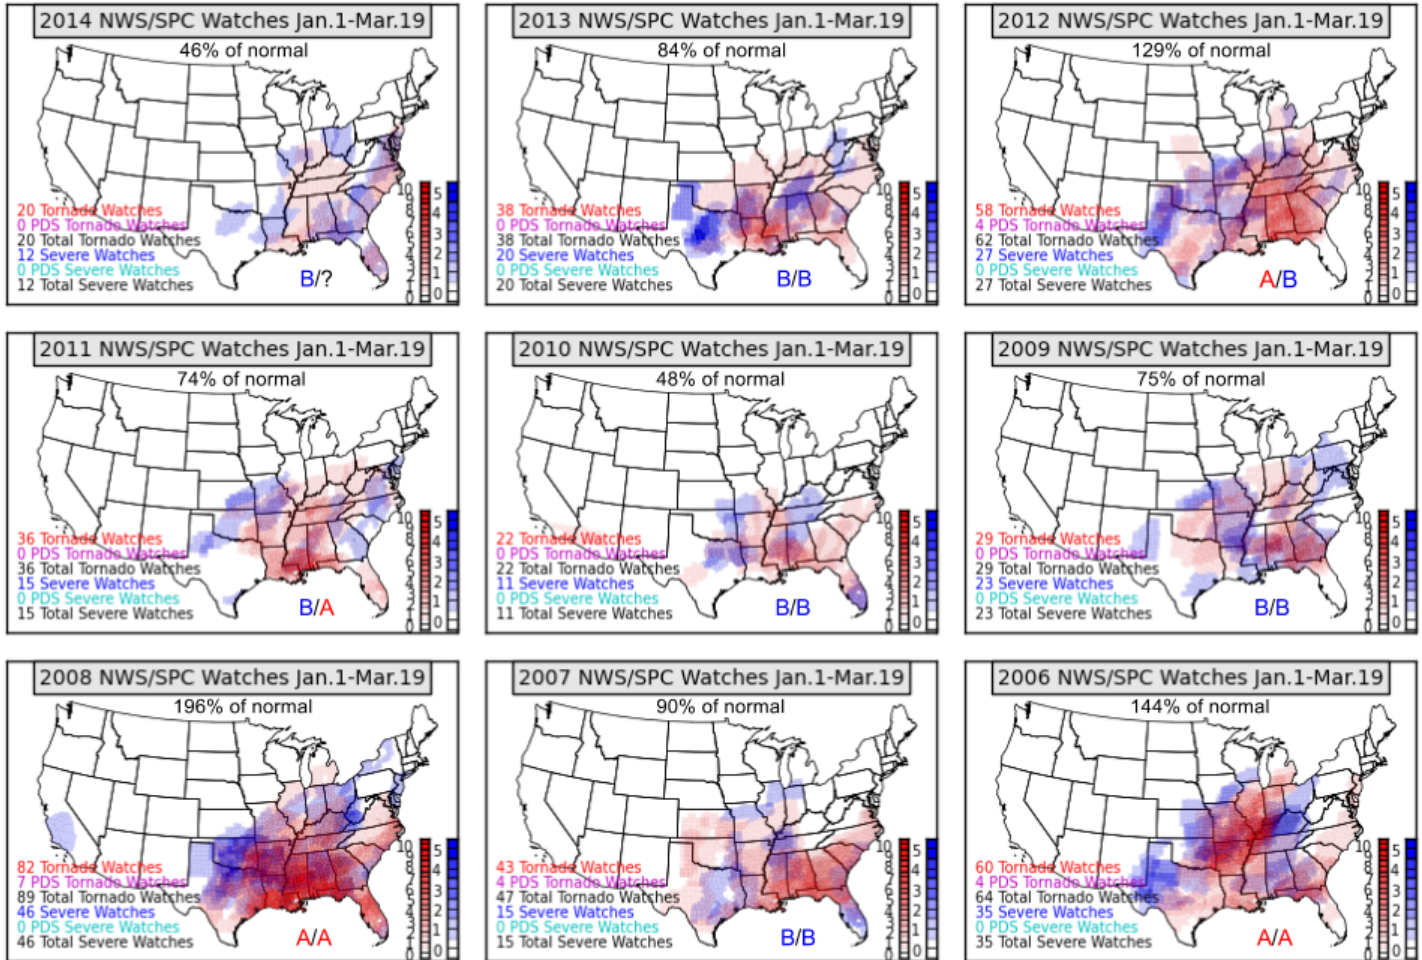 2014 NWS/SPC Watches Jan.1-Mar.19
46% of normal
20 Tornado Watches
0 PDS Tornado Watches
20 Total Tornado Watches
12 Severe Watches
0 PDS Severe Watches
12 Total Severe Watches
B/?
2013 NWS/SPC Watches Jan.1-Mar.19
84% of normal
38 Tornado Watches
0 PDS Tornado Watches
38 Total Tornado Watches
20 Severe Watches
0 PDS Severe Watches
20 Total Severe Watches
B/B
2012 NWS/SPC Watches Jan.1-Mar.19
129% of normal
58 Tornado Watches
4 PDS Tornado Watches
62 Total Tornado Watches
27 Severe Watches
0 PDS Severe Watches
27 Total Severe Watches
A/B
2011 NWS/SPC Watches Jan.1-Mar.19
74% of normal
36 Tornado Watches
0 PDS Tornado Watches
36 Total Tornado Watches
15 Severe Watches
0 PDS Severe Watches
15 Total Severe Watches
B/A
2010 NWS/SPC Watches Jan.1-Mar.19
48% of normal
22 Tornado Watches
0 PDS Tornado Watches
22 Total Tornado Watches
11 Severe Watches
0 PDS Severe Watches
11 Total Severe Watches
B/B
2009 NWS/SPC Watches Jan.1-Mar.19
75% of normal
29 Tornado Watches
0 PDS Tornado Watches
29 Total Tornado Watches
23 Severe Watches
0 PDS Severe Watches
23 Total Severe Watches
B/B
2008 NWS/SPC Watches Jan.1-Mar.19
196% of normal
82 Tornado Watches
7 PDS Tornado Watches
89 Total Tornado Watches
46 Severe Watches
0 PDS Severe Watches
46 Total Severe Watches
A/A
2007 NWS/SPC Watches Jan.1-Mar.19
90% of normal
43 Tornado Watches
4 PDS Tornado Watches
47 Total Tornado Watches
15 Severe Watches
0 PDS Severe Watches
15 Total Severe Watches
B/B
2006 NWS/SPC Watches Jan.1-Mar.19
144% of normal
60 Tornado Watches
4 PDS Tornado Watches
64 Total Tornado Watches
35 Severe Watches
0 PDS Severe Watches
35 Total Severe Watches
A/A